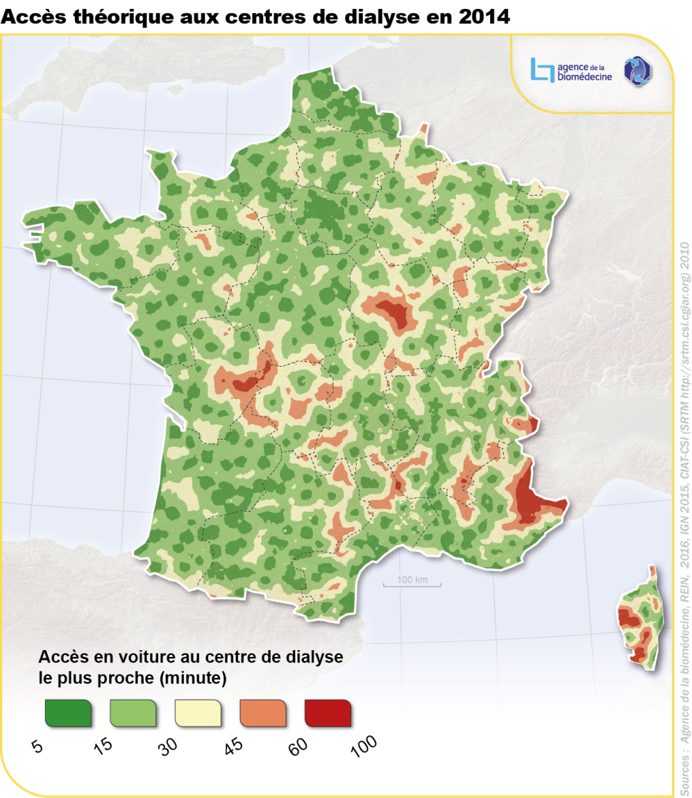 Accès théorique aux centres de dialyse en 2014
agence de la
biomédecine
100 km
Accès en voiture au centre de dialyse
le plus proche (minute)
5 15 30 45 60 100
Sources : Agence de la biomédecine, REIN, 2016, IGN 2015, CIAT-CSI (SRTM http://srtm.csi.cgiar.org) 2010